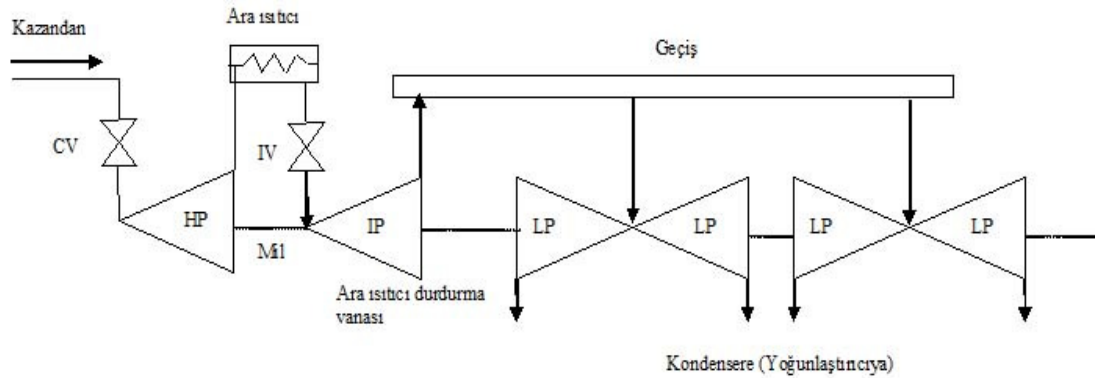 Ara ısıtıcı
Kazandan
Geçiş
CV
IV
HP
IP
LP
LP
LP
LP
Mil
Ara ısıtıcı durdurma
vanası
Kondensere (Yoğunlaştırıcıya)